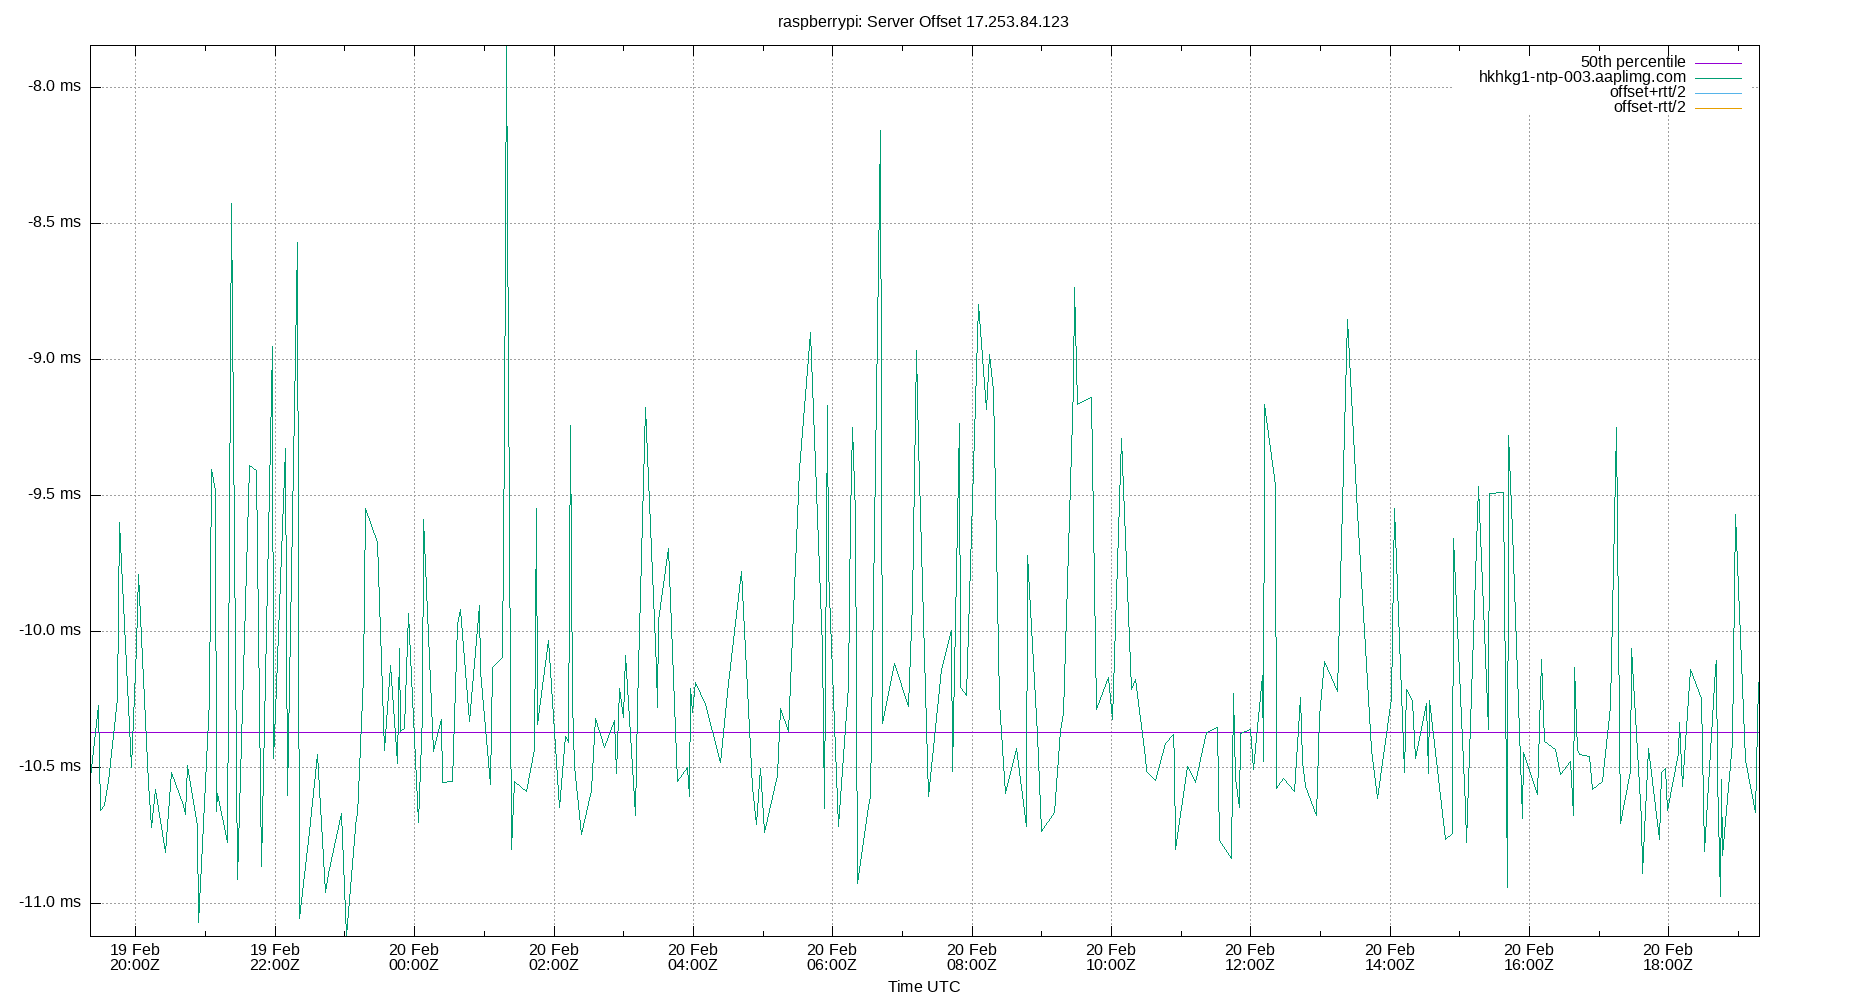 raspberrypi: Server Offset 17.253.84.123
50th percentile
hkhkg1-ntp-003.aaplimg.com
offset+rtt/2
offset-rtt/2
-8.0 ms
-8.5 ms
-9.0 ms
-9.5 ms
-10.0 ms
-10.5 ms
-11.0 ms
19 Feb 19 Feb 20 Feb 20 Feb 20 Feb 20 Feb 20 Feb 20 Feb 20 Feb 20 Feb 20 Feb 20 Feb
20:00Z 22:00Z 00:00Z 02:00Z 04:00Z 06:00Z 08:00Z 10:00Z 12:00Z 14:00Z 16:00Z 18:00Z
Time UTC